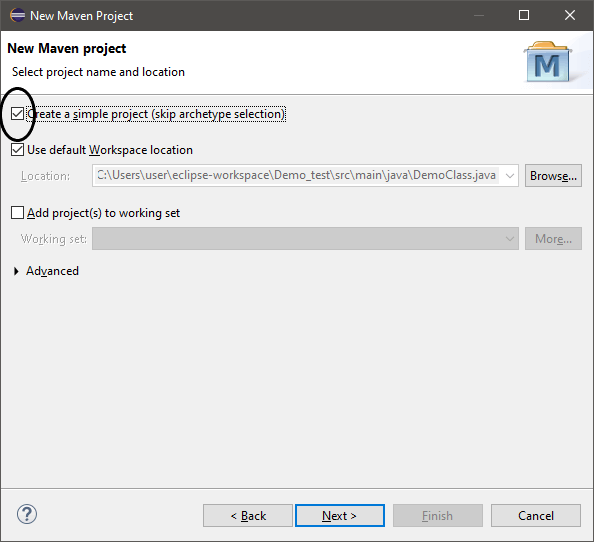 New Maven Project
New Maven project
Select project name and location
M
Create a simple project (skip archetype selection)
Use default Workspace location
Location: C:\Users\user\eclipse-workspace\Demo_test\src\main\java\DemoClass.java Browse...
Add project(s) to working set
Working set: More...
Advanced
? < Back Next > Finish Cancel